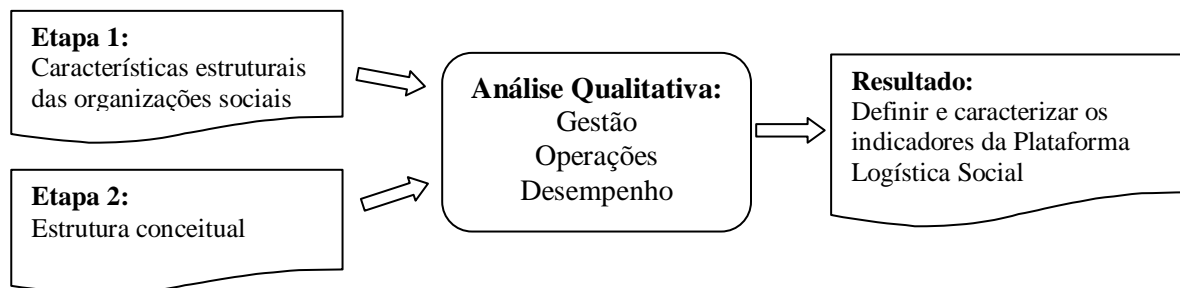 Etapa 1:
Características estruturais
das organizações sociais
Etapa 2:
Estrutura conceitual
Análise Qualitativa:
Gestão
Operações
Desempenho
Resultado:
Definir e caracterizar os
indicadores da Plataforma
Logística Social